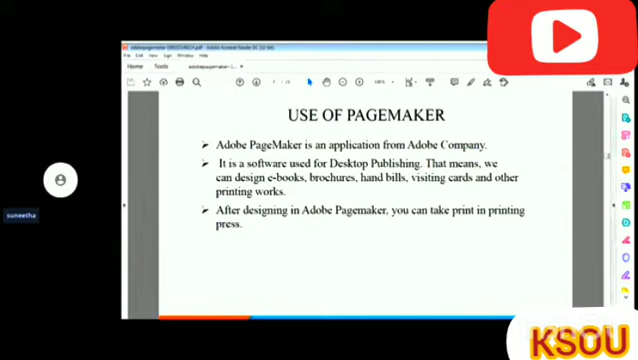 adobepagemaker-180503180154.pdf - Adobe Acrobat Reader DC (32-bit)
File Edit View Sign Window Help
Home Tools adobepagemaker-1...
USE OF PAGEMAKER
➢ Adobe PageMaker is an application from Adobe Company.
➢ It is a software used for Desktop Publishing. That means, we
can design e-books, brochures, hand bills, visiting cards and other
printing works.
➢ After designing in Adobe Pagemaker, you can take print in printing
press.
suneetha
KSOU